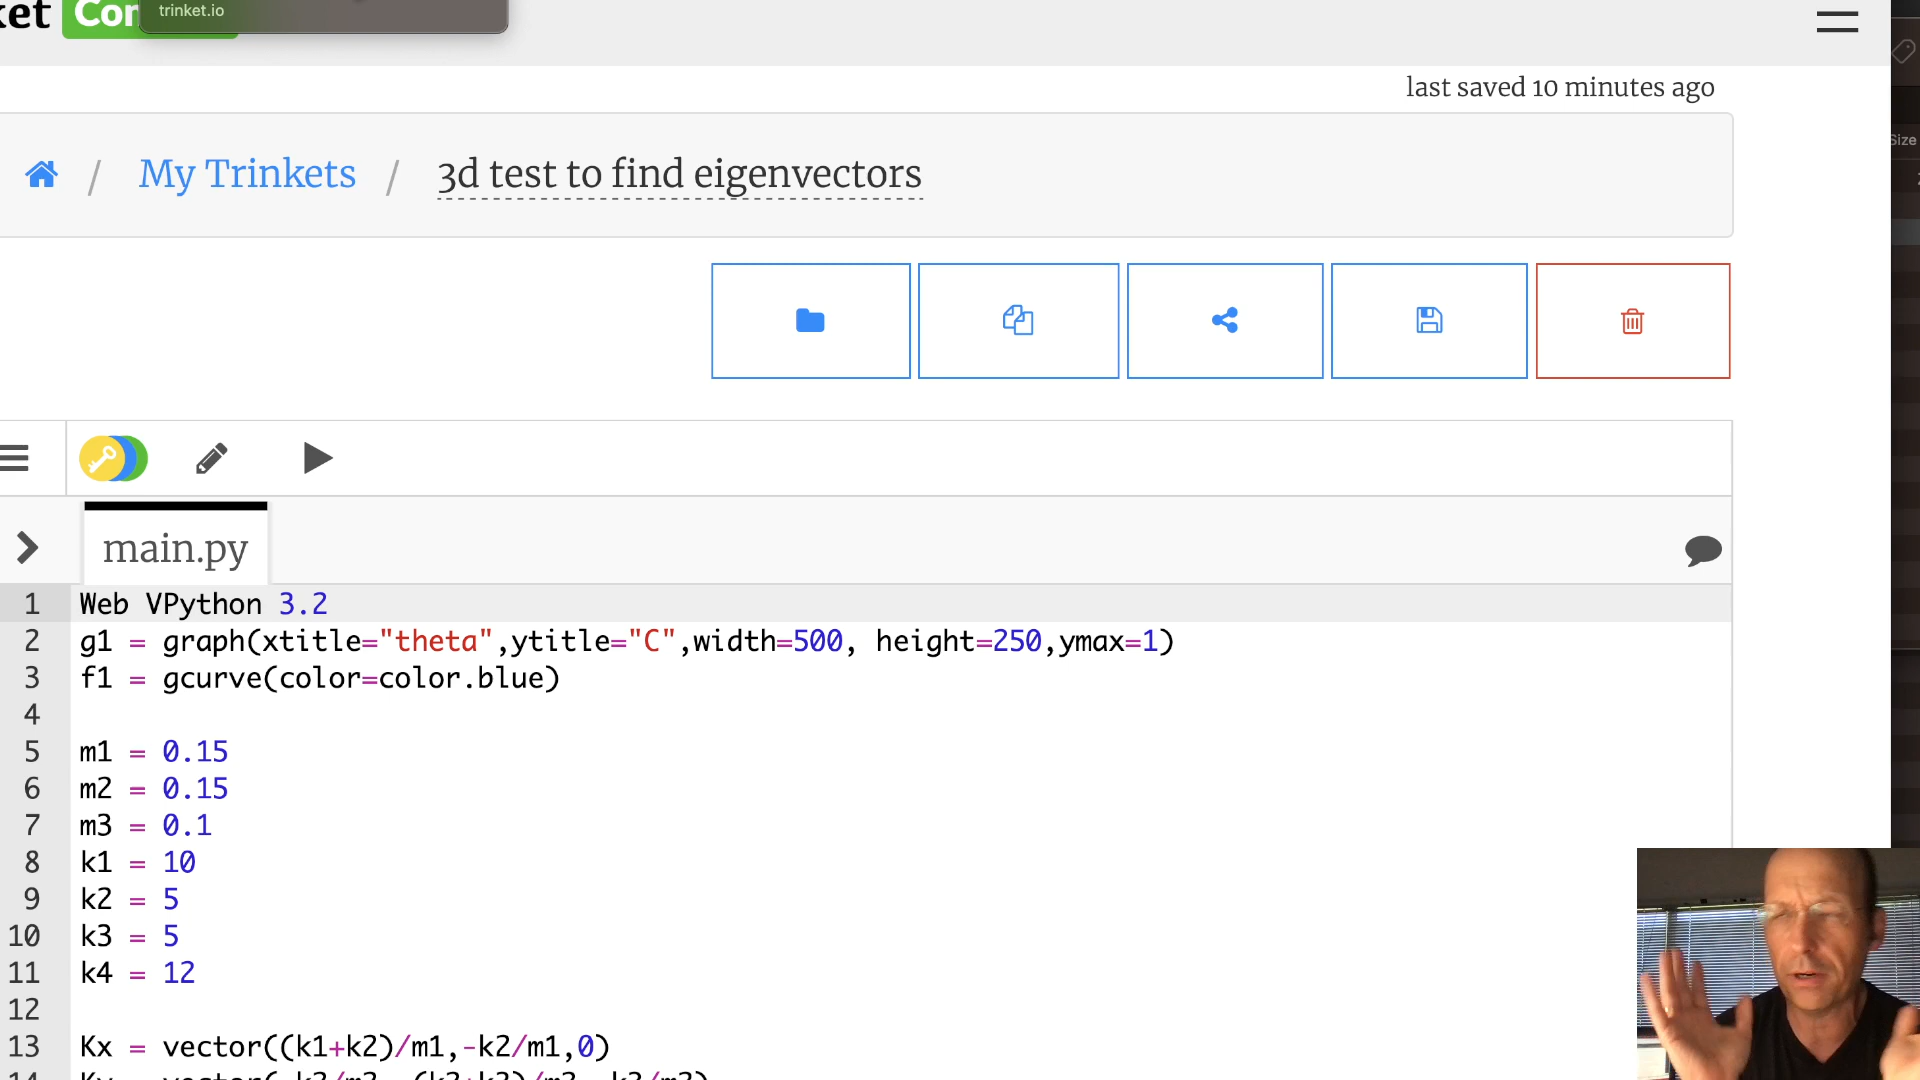 trinket.io
last saved 10 minutes ago
/ My Trinkets / 3d test to find eigenvectors
Size
main.py
1 Web VPython 3.2
2 g1 = graph(xtitle="theta",ytitle="C",width=500, height=250,ymax=1)
3 f1 = gcurve(color=color.blue)
4
5 m1 = 0.15
6 m2 = 0.15
7 m3 = 0.1
8 k1 = 10
9 k2 = 5
10 k3 = 5
11 k4 = 12
12
13 Kx = vector((k1+k2)/m1,-k2/m1,0)